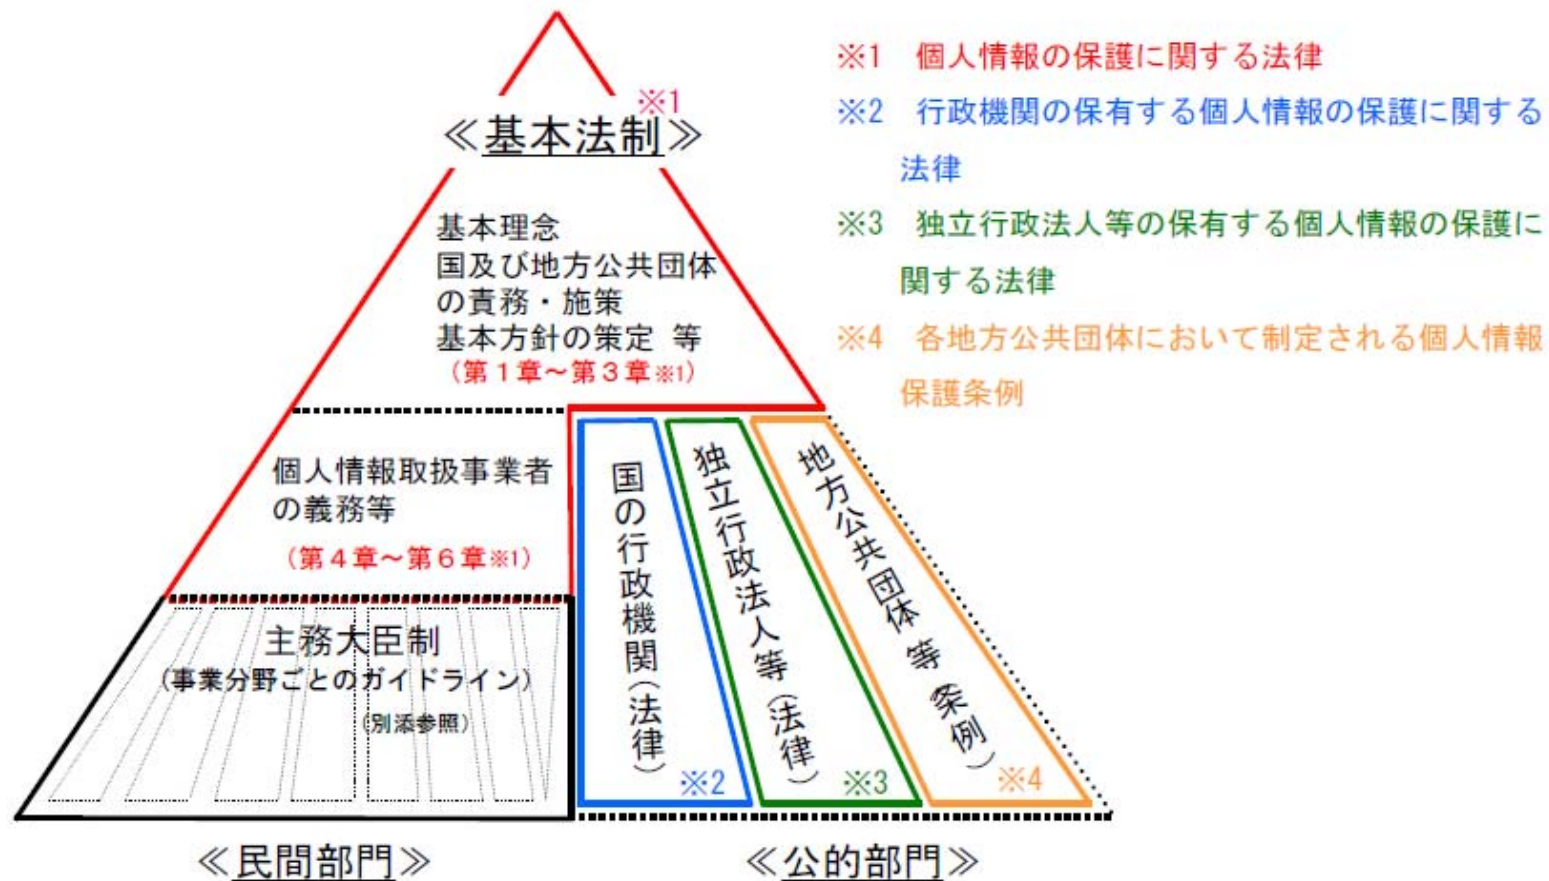 ※1
≪基本法制≫
基本理念
国及び地方公共団体
の責務・施策
基本方針の策定 等
(第1章～第3章※1)
個人情報取扱事業者
の義務等
(第4章～第6章※1)
主務大臣制
(事業分野ごとのガイドライン)
(別添参照)
国の行政機関(法律)
※2
独立行政法人等(法律)
※3
地方公共団体等(条例)
※4
≪民間部門≫
≪公的部門≫
※1 個人情報の保護に関する法律
※2 行政機関の保有する個人情報の保護に関する
法律
※3 独立行政法人等の保有する個人情報の保護に
関する法律
※4 各地方公共団体において制定される個人情報
保護条例